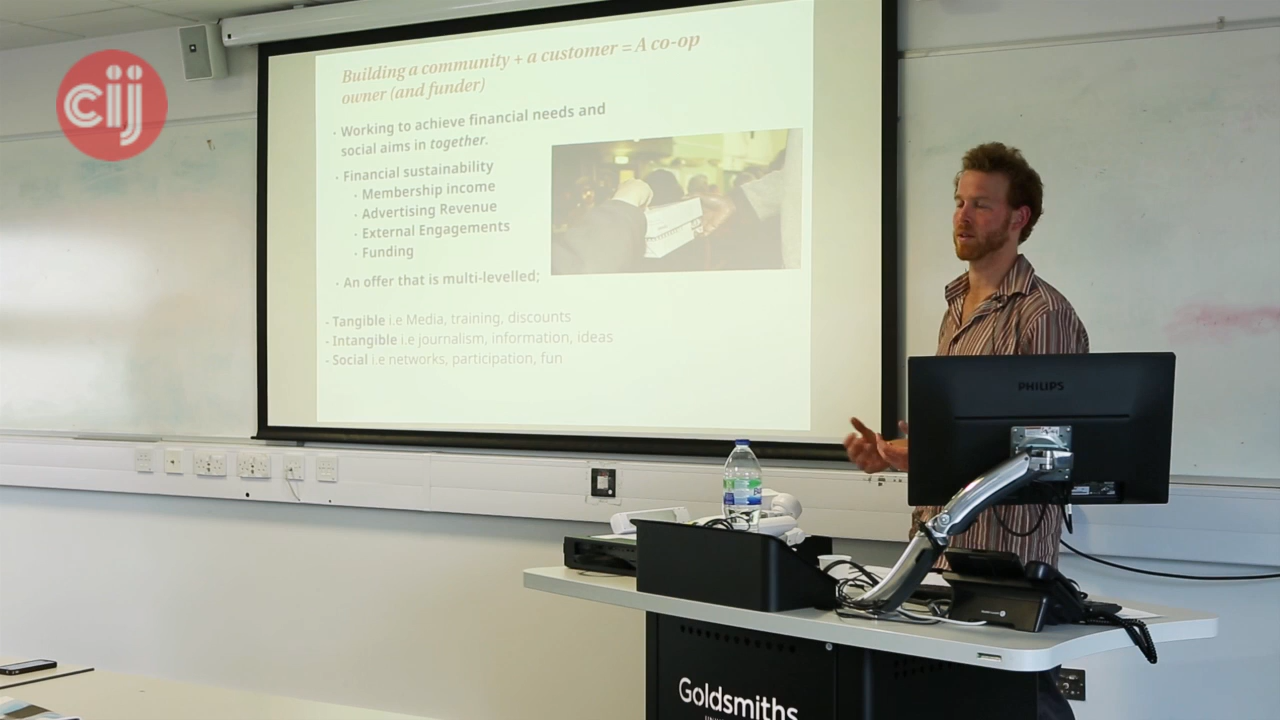 cij
Building a community + a customer = A co-op
owner (and funder)
· Working to achieve financial needs and
social aims in together.
· Financial sustainability
· Membership income
· Advertising Revenue
· External Engagements
· Funding
· An offer that is multi-levelled;
- Tangible i.e Media, training, discounts
- Intangible i.e journalism, information, ideas
- Social i.e networks, participation, fun
PHILIPS
Goldsmiths